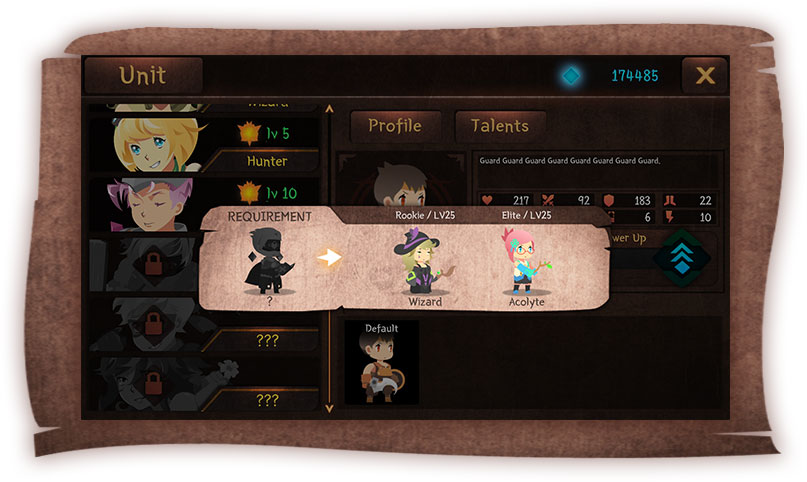 Unit
174485
X
Wizard
lv 5
Hunter
lv 10
Profile
Talents
Guard Guard Guard Guard Guard Guard Guard Guard.
217 92 183 22
6 10
wer Up
REQUIREMENT
Rookie / LV25
Elite / LV25
?
Wizard
Acolyte
???
???
Default